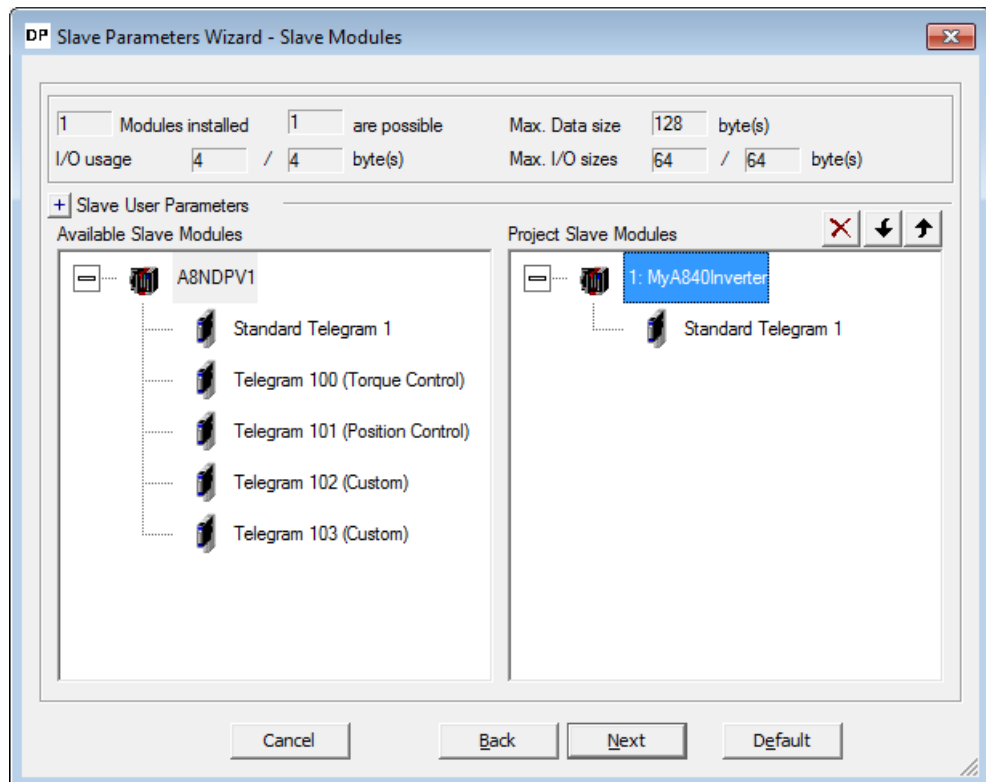 DP Slave Parameters Wizard - Slave Modules
1 Modules installed 1 are possible Max. Data size 128 byte(s)
I/O usage 4 / 4 byte(s) Max. I/O sizes 64 / 64 byte(s)
+ Slave User Parameters
Available Slave Modules
A8NDPV1
Standard Telegram 1
Telegram 100 (Torque Control)
Telegram 101 (Position Control)
Telegram 102 (Custom)
Telegram 103 (Custom)
Project Slave Modules
1: MyA840Inverter
Standard Telegram 1
Cancel Back Next Default